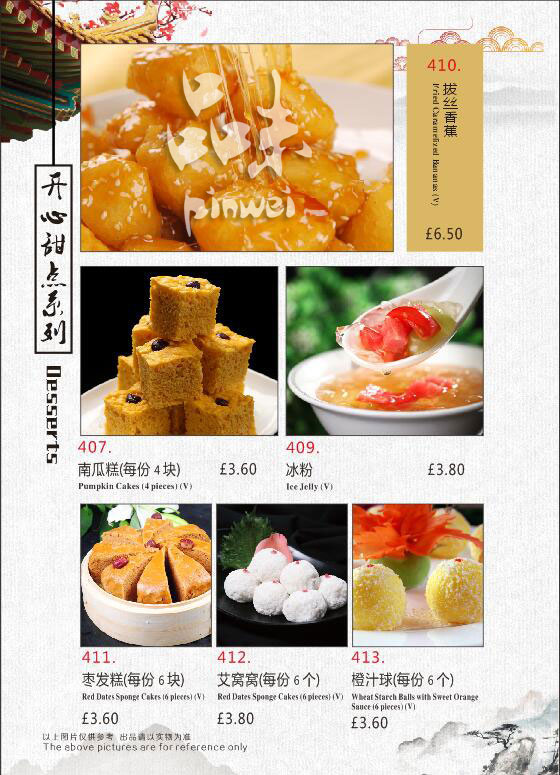 410.
拔丝香蕉
Fried Caramelized Bananas (V)
£6.50
品味
pinwei
开心甜点系列
Desserts
407.
南瓜糕(每份 4 块) £3.60
Pumpkin Cakes (4 pieces) (V)
409.
冰粉 £3.80
Ice Jelly (V)
411.
枣发糕(每份 6 块)
Red Dates Sponge Cakes (6 pieces) (V)
£3.60
412.
艾窝窝(每份 6 个)
Red Dates Sponge Cakes (6 pieces) (V)
£3.80
413.
橙汁球(每份 6 个)
Wheat Starch Balls with Sweet Orange
Sauce (6 pieces) (V)
£3.60
以上图片仅供参考 出品请以实物为准
The above pictures are for reference only